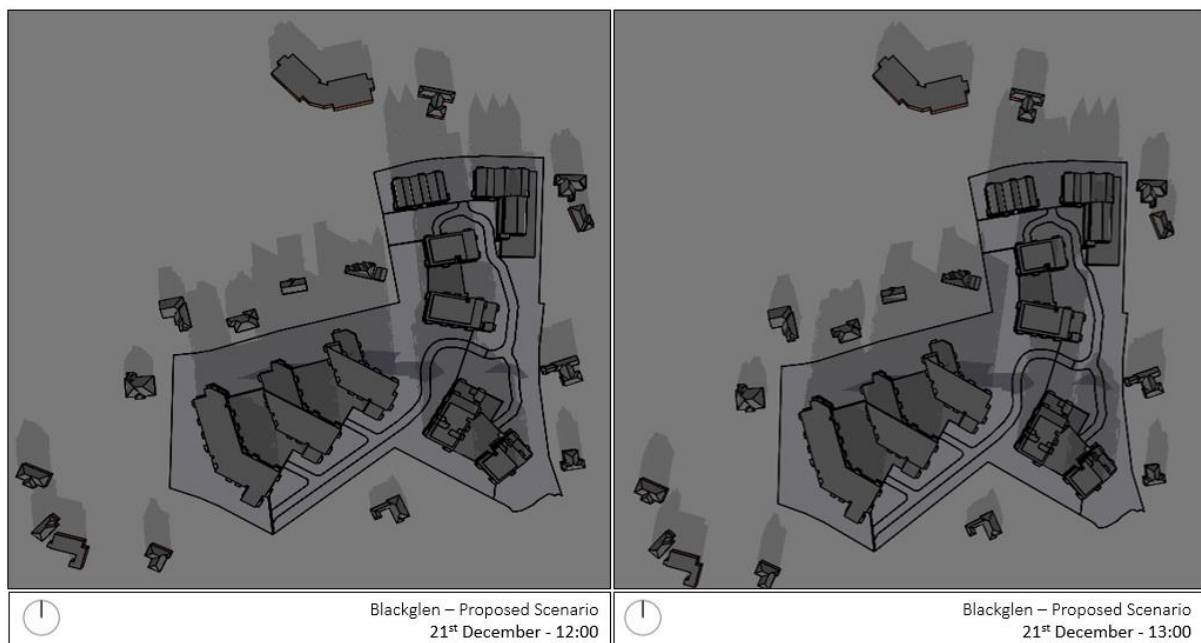 Blackglen – Proposed Scenario
21st December - 12:00
Blackglen – Proposed Scenario
21st December - 13:00